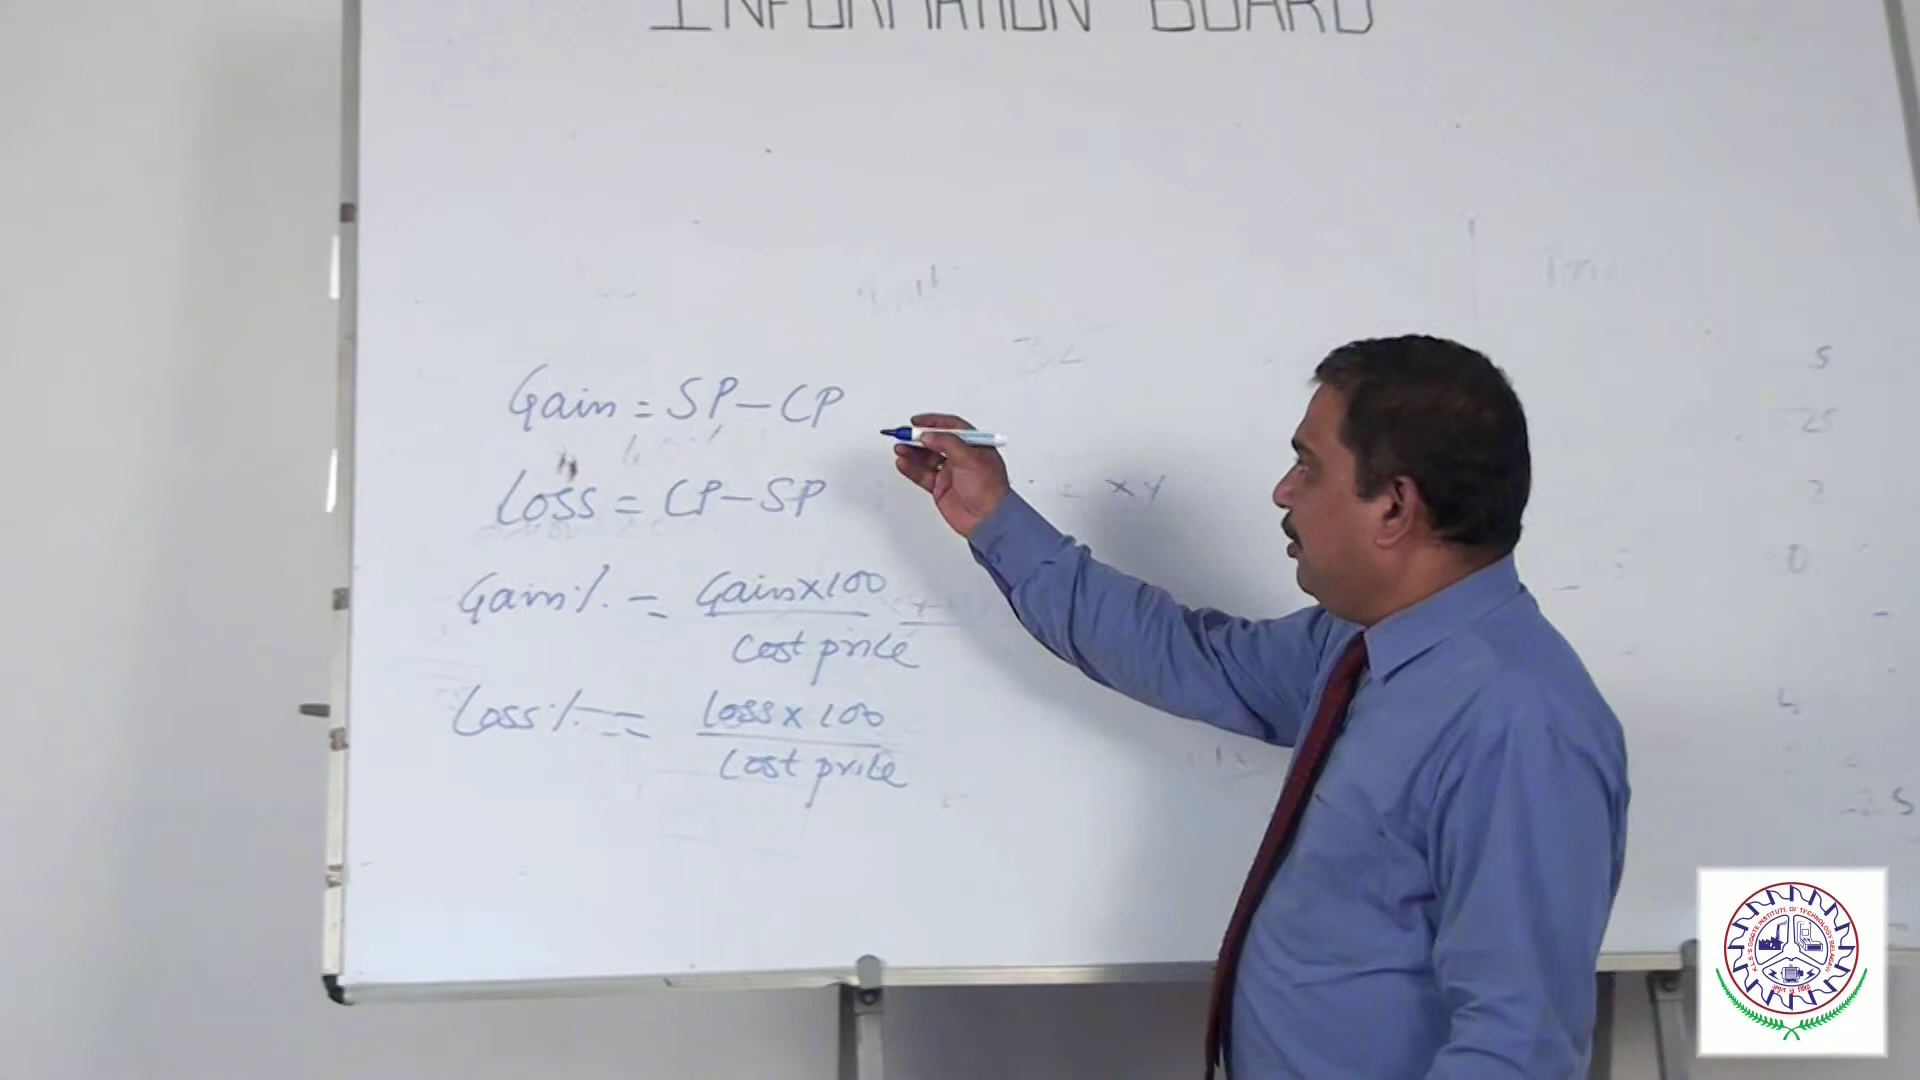 INFORMATION BOARD
Gain = SP - CP
Loss = CP - SP
Gain % = Gain x 100
cost price
Loss % = Loss x 100
cost price
x y